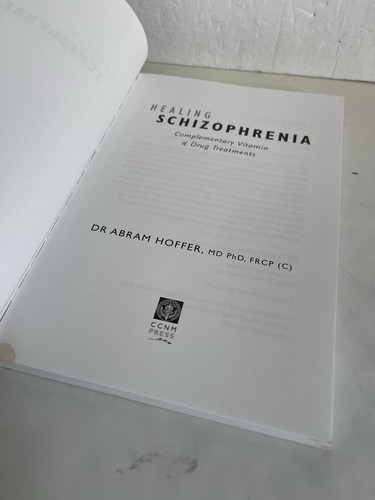 HEALING
SCHIZOPHRENIA
Complementary Vitamin
& Drug Treatments
DR ABRAM HOFFER, MD PhD, FRCP (C)
CCNM
PRESS